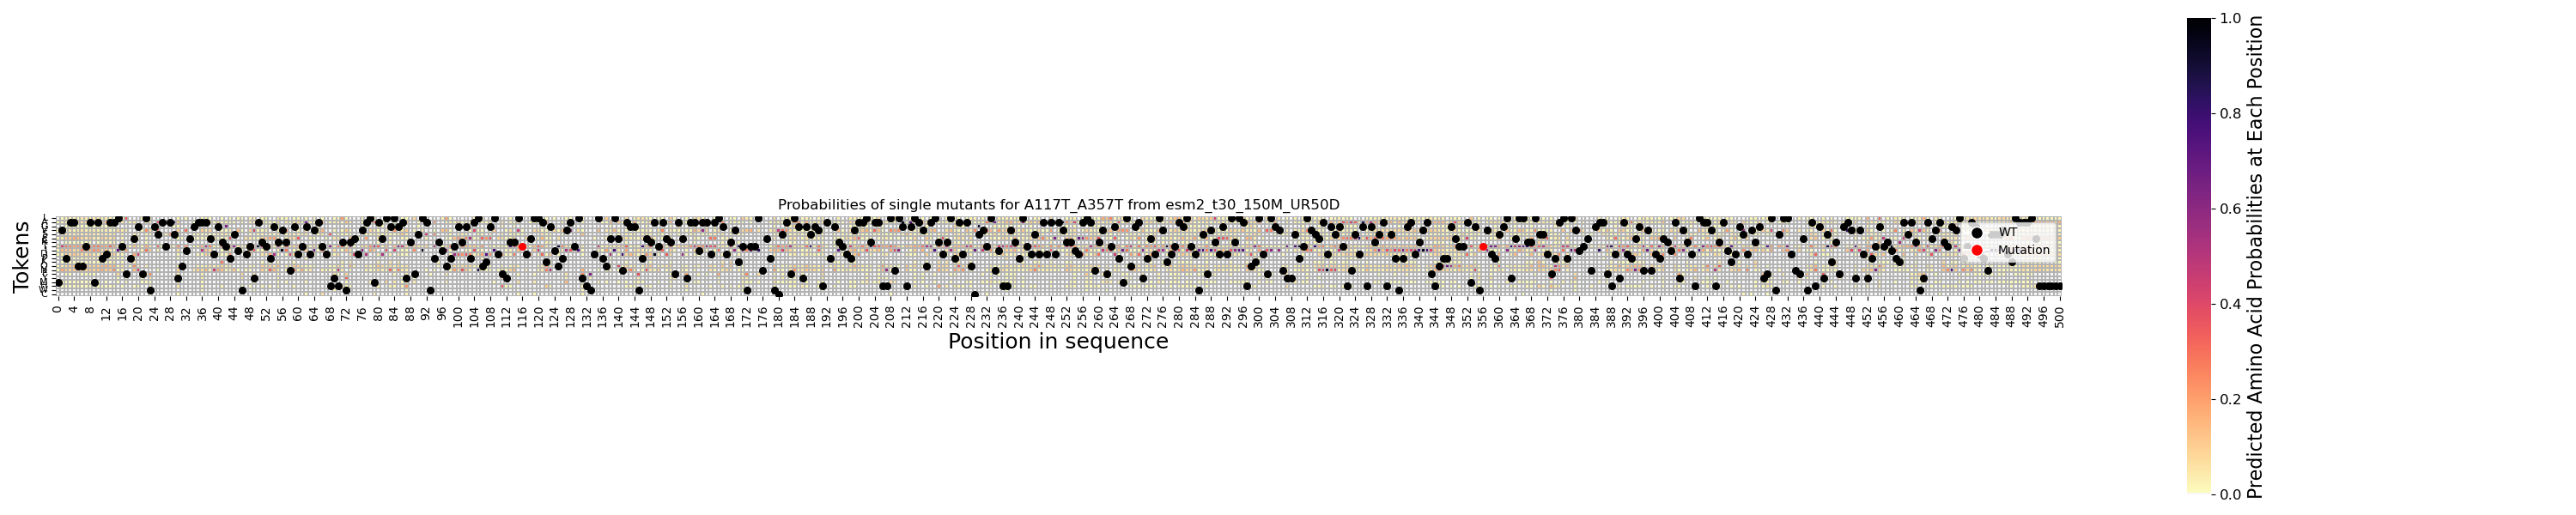 Probabilities of single mutants for A117T_A357T from esm2_t30_150M_UR50D
Tokens
WT
Mutation
0 4 8 12 16 20 24 28 32 36 40 44 48 52 56 60 64 68 72 76 80 84 88 92 96 100 104 108 112 116 120 124 128 132 136 140 144 148 152 156 160 164 168 172 176 180 184 188 192 196 200 204 208 212 216 220 224 228 232 236 240 244 248 252 256 260 264 268 272 276 280 284 288 292 296 300 304 308 312 316 320 324 328 332 336 340 344 348 352 356 360 364 368 372 376 380 384 388 392 396 400 404 408 412 416 420 424 428 432 436 440 444 448 452 456 460 464 468 472 476 480 484 488 492 496 500
Position in sequence
1.0
0.8
0.6
0.4
0.2
0.0
Predicted Amino Acid Probabilities at Each Position